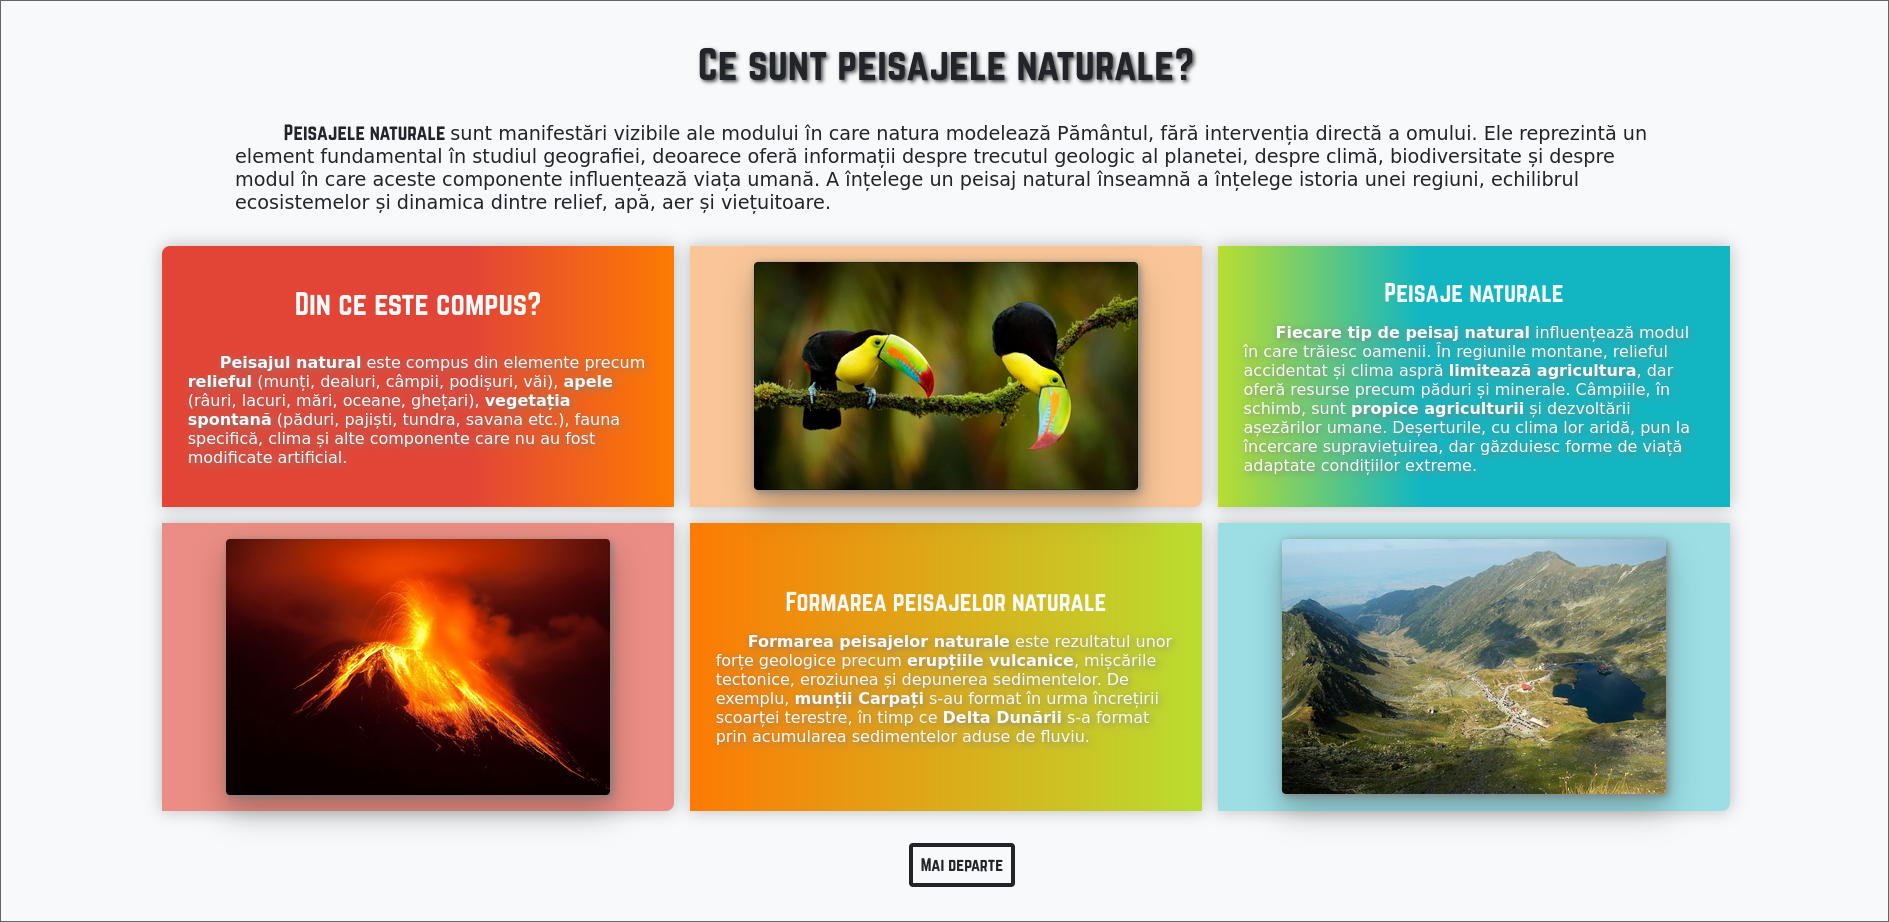 Ce sunt peisajele naturale?
Peisajele naturale sunt manifestări vizibile ale modului în care natura modelează Pământul, fără intervenția directă a omului. Ele reprezintă un
element fundamental în studiul geografiei, deoarece oferă informații despre trecutul geologic al planetei, despre climă, biodiversitate și despre
modul în care aceste componente influențează viața umană. A înțelege un peisaj natural înseamnă a înțelege istoria unei regiuni, echilibrul
ecosistemelor și dinamica dintre relief, apă, aer și viețuitoare.
Din ce este compus?
Peisajul natural este compus din elemente precum
relieful (munți, dealuri, câmpii, podișuri, văi), apele
(râuri, lacuri, mări, oceane, ghețari), vegetația
spontană (păduri, pajiști, tundra, savana etc.), fauna
specifică, clima și alte componente care nu au fost
modificate artificial.
Peisaje naturale
Fiecare tip de peisaj natural influențează modul
în care trăiesc oamenii. În regiunile montane, relieful
accidentat și clima aspră limitează agricultura, dar
oferă resurse precum păduri și minerale. Câmpiile, în
schimb, sunt propice agriculturii și dezvoltării
așezărilor umane. Deșerturile, cu clima lor aridă, pun la
încercare supraviețuirea, dar găzduiesc forme de viață
adaptate condițiilor extreme.
Formarea peisajelor naturale
Formarea peisajelor naturale este rezultatul unor
forțe geologice precum erupțiile vulcanice, mișcările
tectonice, eroziunea și depunerea sedimentelor. De
exemplu, munții Carpați s-au format în urma încrețirii
scoarței terestre, în timp ce Delta Dunării s-a format
prin acumularea sedimentelor aduse de fluviu.
Mai departe